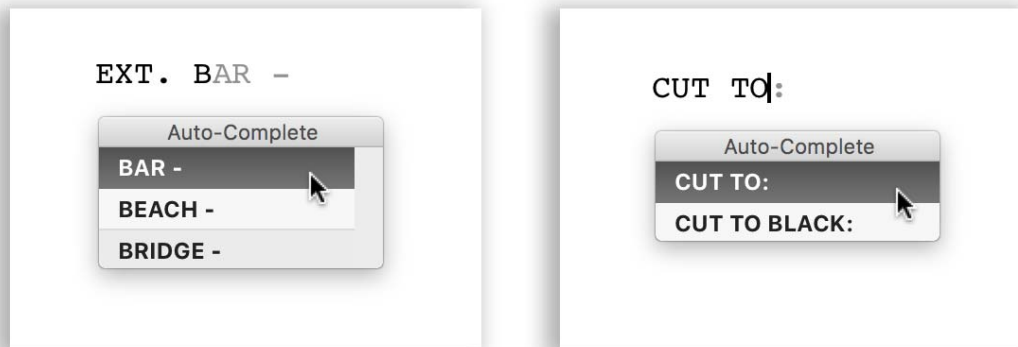 EXT. BAR -
Auto-Complete
BAR -
BEACH -
BRIDGE -
CUT TO:
Auto-Complete
CUT TO:
CUT TO BLACK: